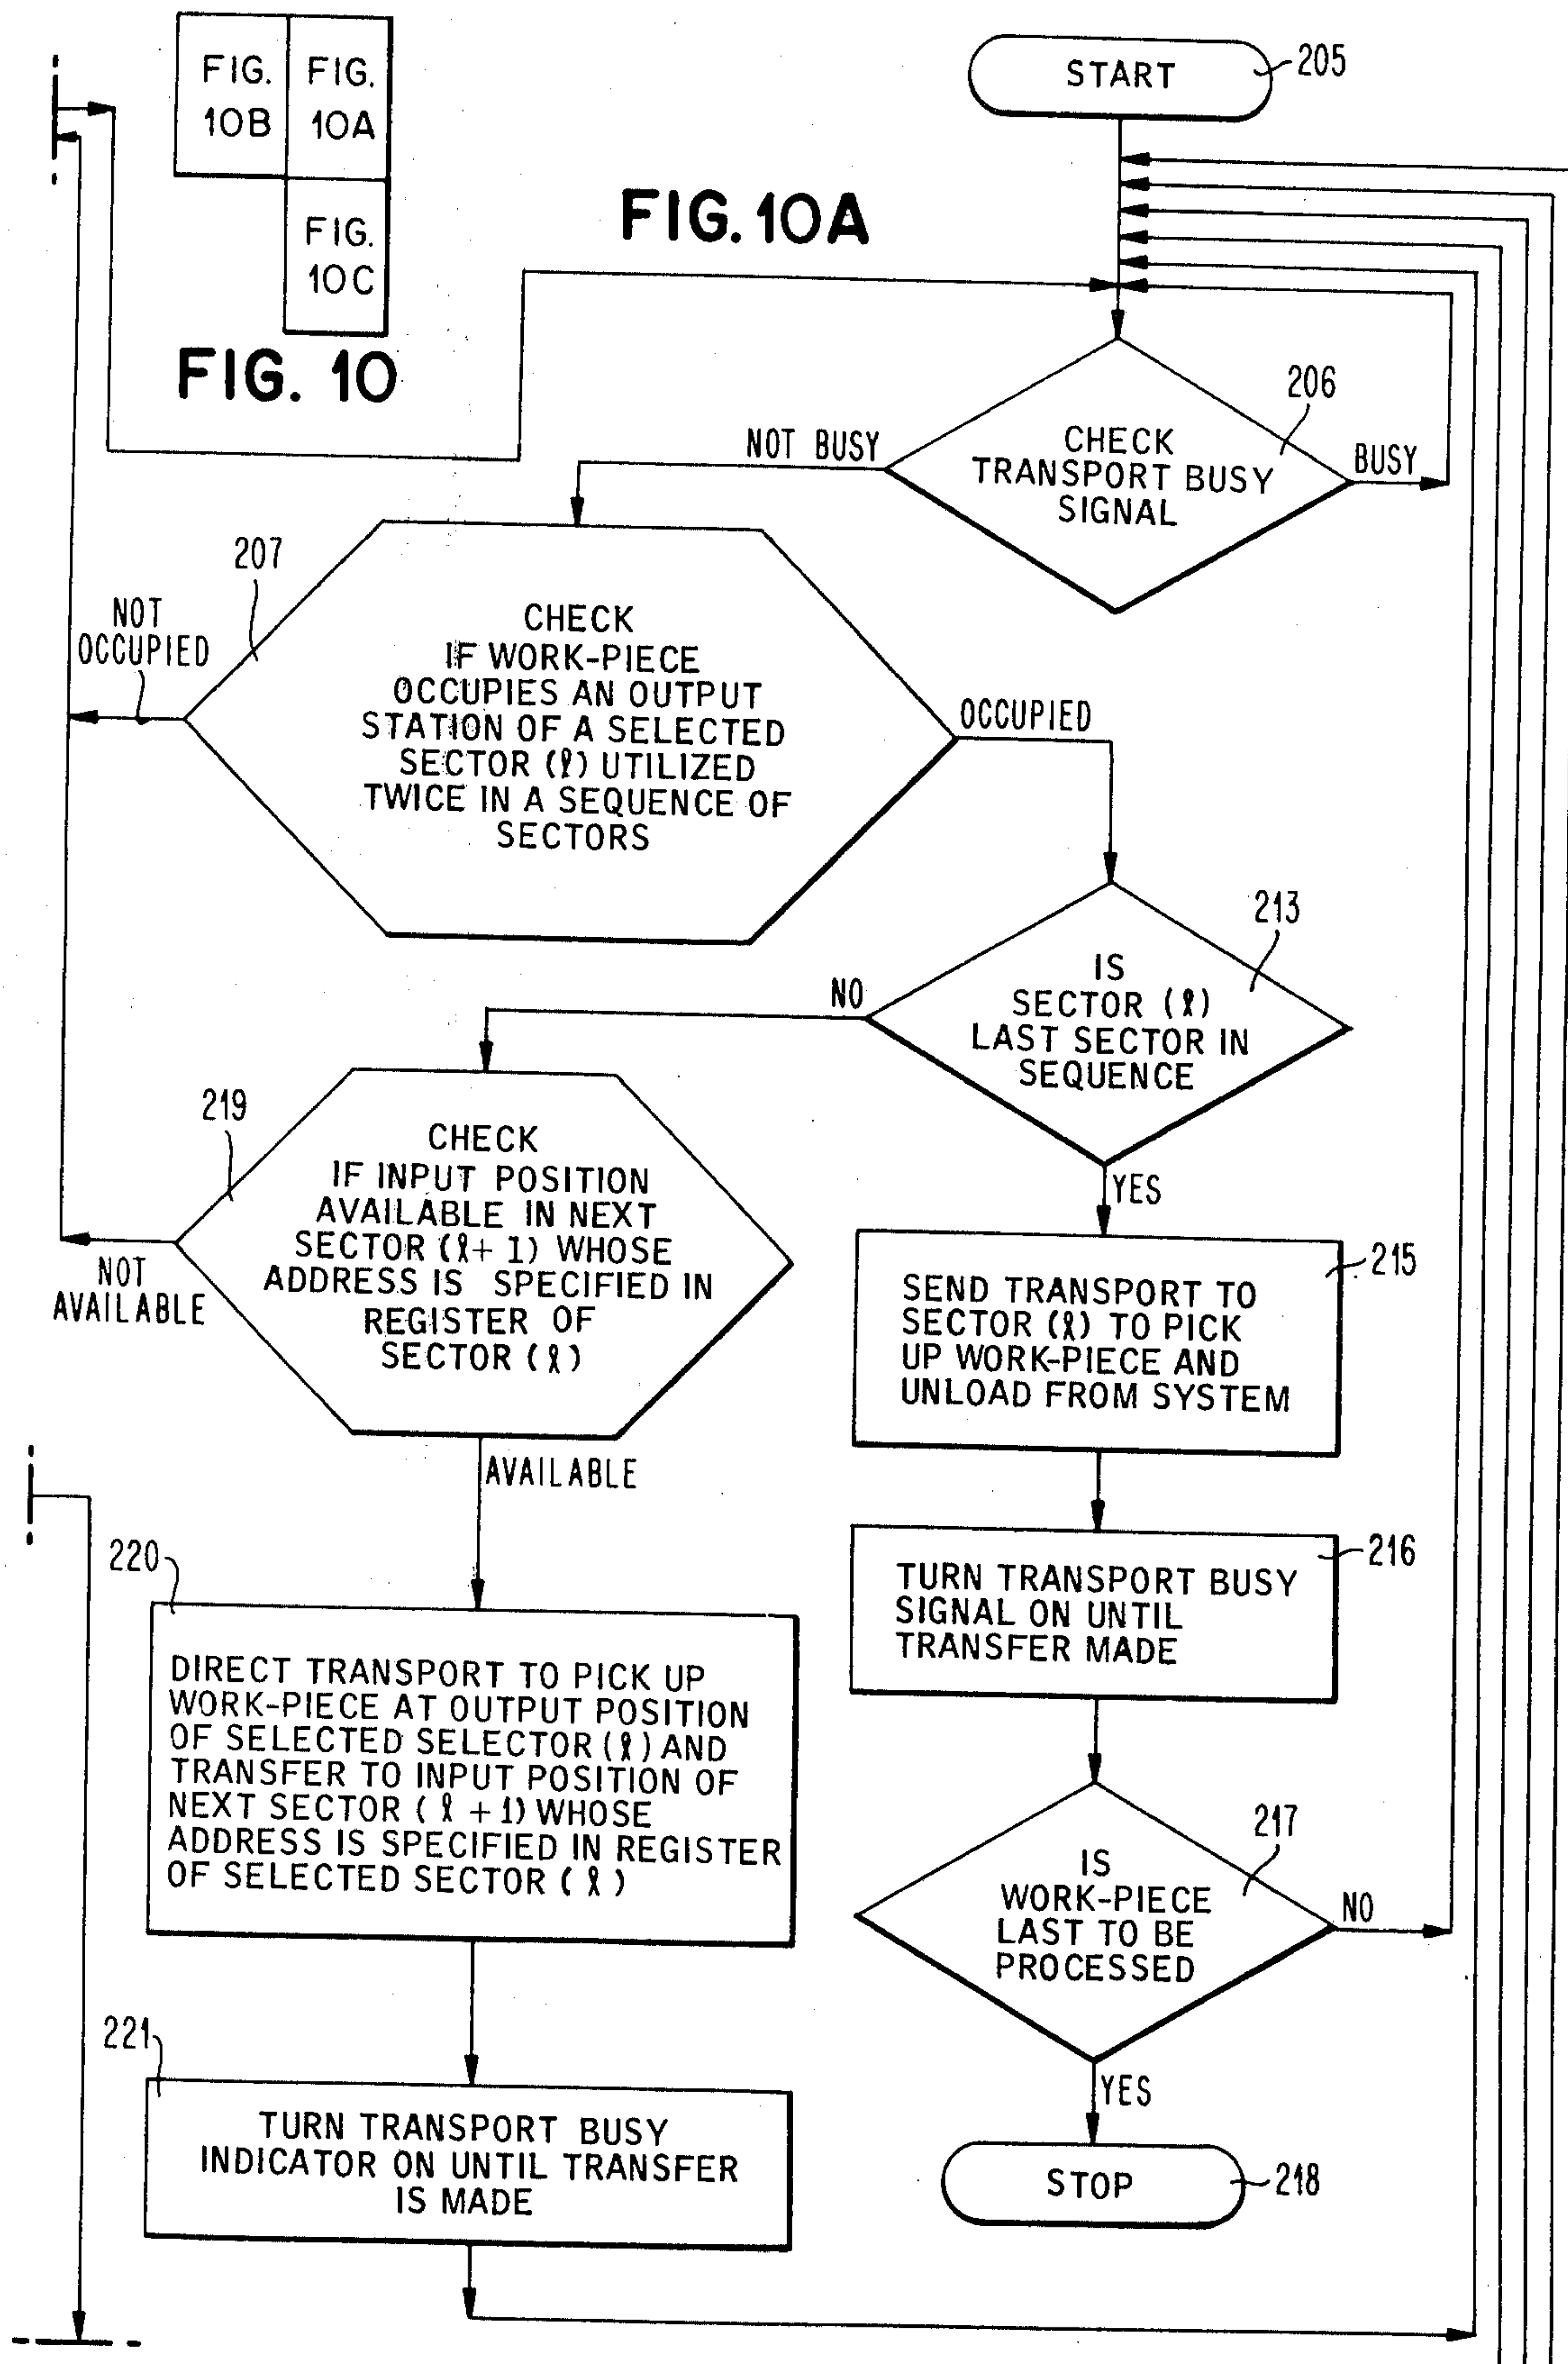 FIG.
10B
FIG.
10A
FIG.
10C
FIG. 10
FIG. 10A
START
205
206
CHECK
TRANSPORT BUSY
SIGNAL
NOT BUSY
BUSY
207
NOT
OCCUPIED
CHECK
IF WORK-PIECE
OCCUPIES AN OUTPUT
STATION OF A SELECTED
SECTOR (ℓ) UTILIZED
TWICE IN A SEQUENCE OF
SECTORS
OCCUPIED
213
IS
SECTOR (ℓ)
LAST SECTOR IN
SEQUENCE
NO
YES
219
CHECK
IF INPUT POSITION
AVAILABLE IN NEXT
SECTOR (ℓ+ 1) WHOSE
ADDRESS IS SPECIFIED IN
REGISTER OF
SECTOR (ℓ)
NOT
AVAILABLE
AVAILABLE
215
SEND TRANSPORT TO
SECTOR (ℓ) TO PICK
UP WORK-PIECE AND
UNLOAD FROM SYSTEM
216
TURN TRANSPORT BUSY
SIGNAL ON UNTIL
TRANSFER MADE
220
DIRECT TRANSPORT TO PICK UP
WORK-PIECE AT OUTPUT POSITION
OF SELECTED SELECTOR (ℓ) AND
TRANSFER TO INPUT POSITION OF
NEXT SECTOR (ℓ +1) WHOSE
ADDRESS IS SPECIFIED IN REGISTER
OF SELECTED SECTOR (ℓ)
217
IS
WORK-PIECE
LAST TO BE
PROCESSED
NO
YES
221
TURN TRANSPORT BUSY
INDICATOR ON UNTIL TRANSFER
IS MADE
STOP
218